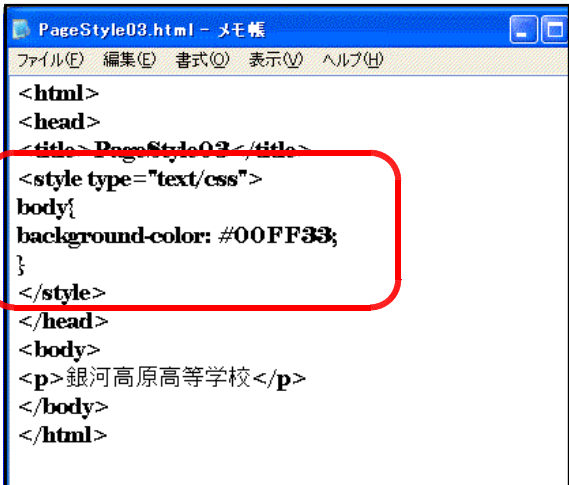 PageStyle03.html - メモ帳
ファイル(F) 編集(E) 書式(O) 表示(V) ヘルプ(H)
<html>
<head>
<title>PageStyle03</title>
<style type="text/css">
body{
background-color: #00FF33;
}
</style>
</head>
<body>
<p>銀河高原高等学校</p>
</body>
</html>